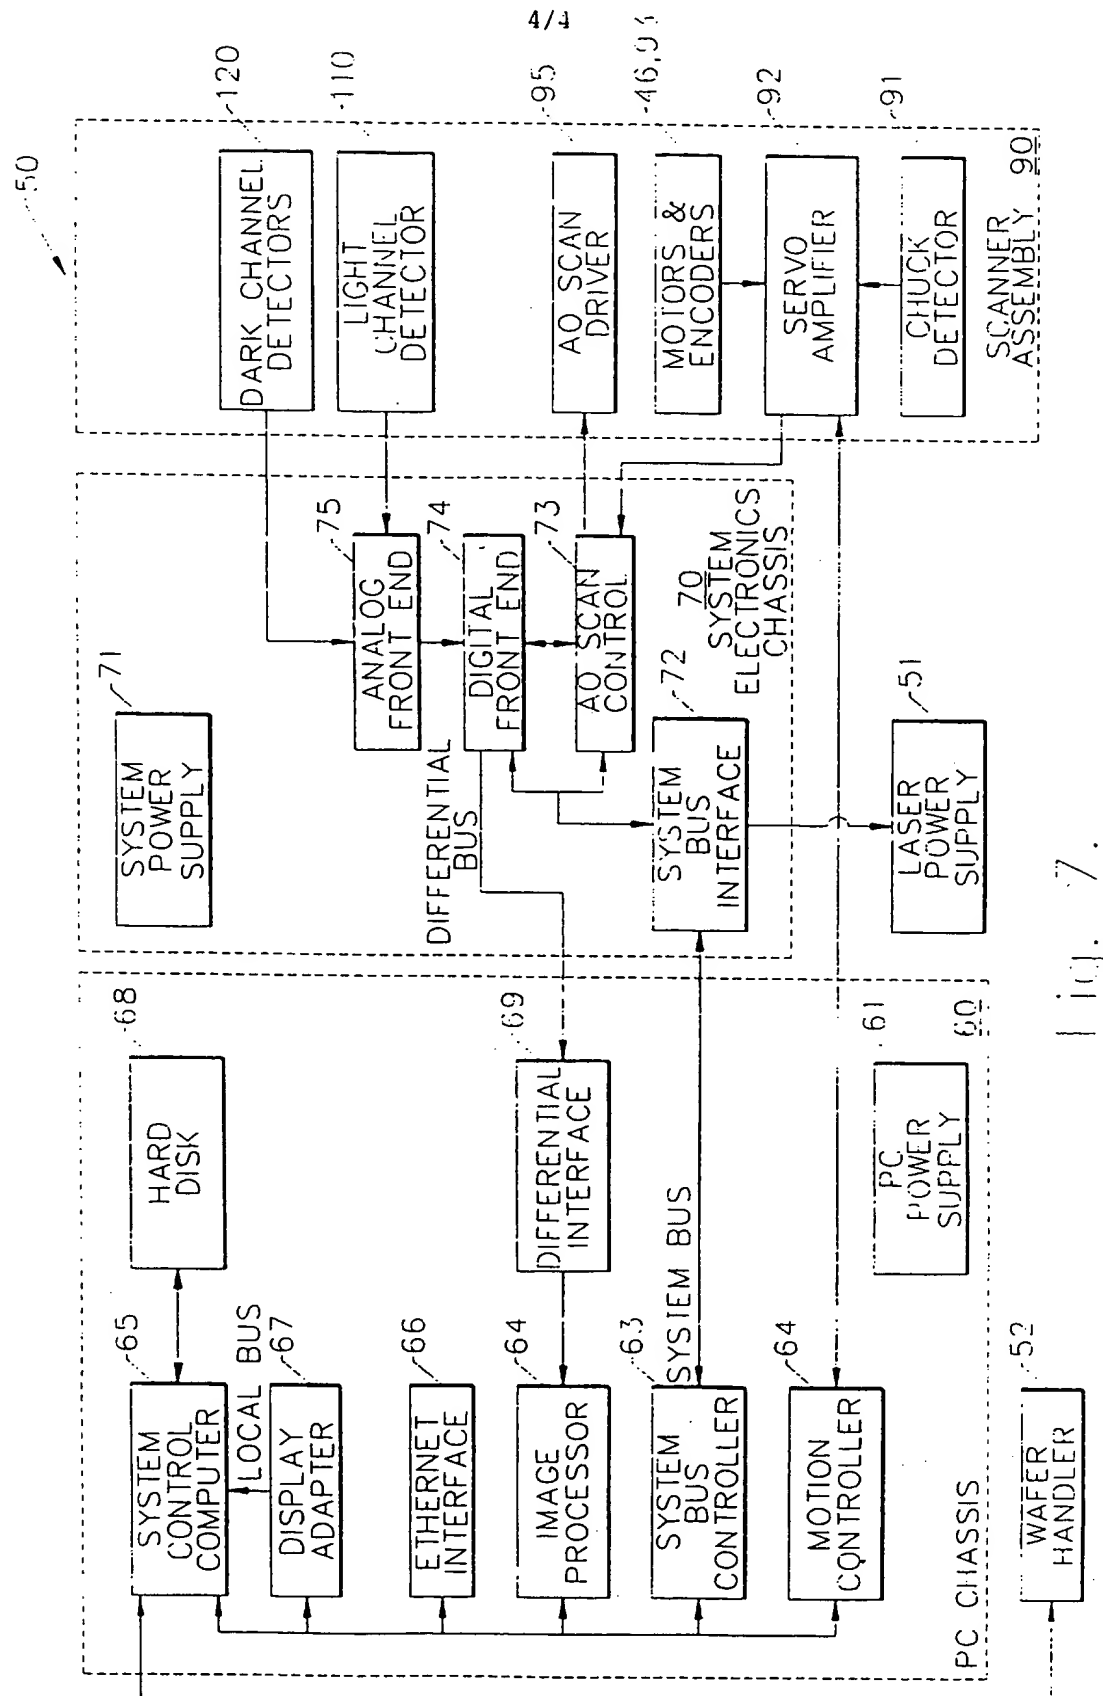 4/4
50
120
DARK CHANNEL
DETECTORS
110
LIGHT
CHANNEL
DETECTOR
95
AO SCAN
DRIVER
MOTORS &
ENCODERS
92
SERVO
AMPLIFIER
91
CHUCK
DETECTOR
SCANNER
ASSEMBLY 90
71
SYSTEM
POWER
SUPPLY
75
ANALOG
FRONT END
74
DIGITAL
FRONT END
73
AO SCAN
CONTROL
DIFFERENTIAL
BUS
72
SYSTEM
BUS
INTERFACE
70
SYSTEM
ELECTRONICS
CHASSIS
51
LASER
POWER
SUPPLY
68
HARD
DISK
69
DIFFERENTIAL
INTERFACE
61
PC
POWER
SUPPLY
60
65
SYSTEM
CONTROL
COMPUTER
LOCAL BUS
67
DISPLAY
ADAPTER
66
ETHERNET
INTERFACE
64
IMAGE
PROCESSOR
63
SYSTEM BUS
SYSTEM
BUS
CONTROLLER
64
MOTION
CONTROLLER
PC CHASSIS
52
WAFER
HANDLER